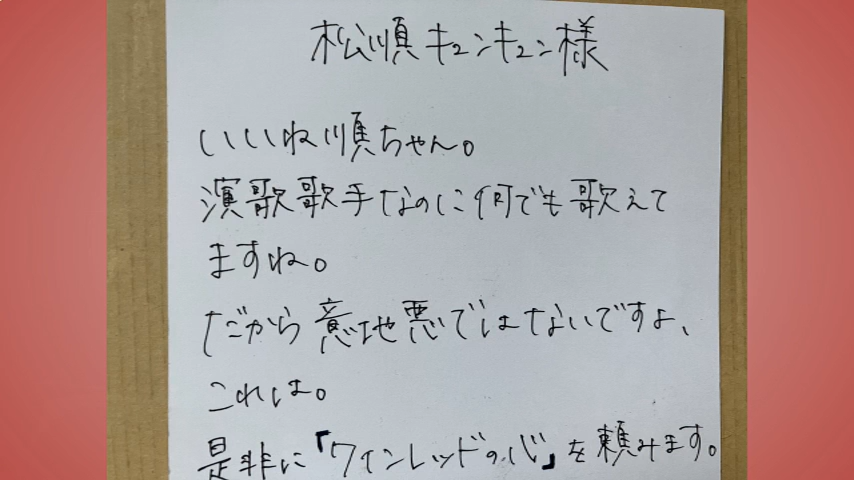 松順キュンキュン様
いいね順ちゃん。
演歌歌手なのに何でも歌えて
ますね。
だから意地悪ではないですよ、
これは。
是非に「ワインレッドの心」を頼みます。